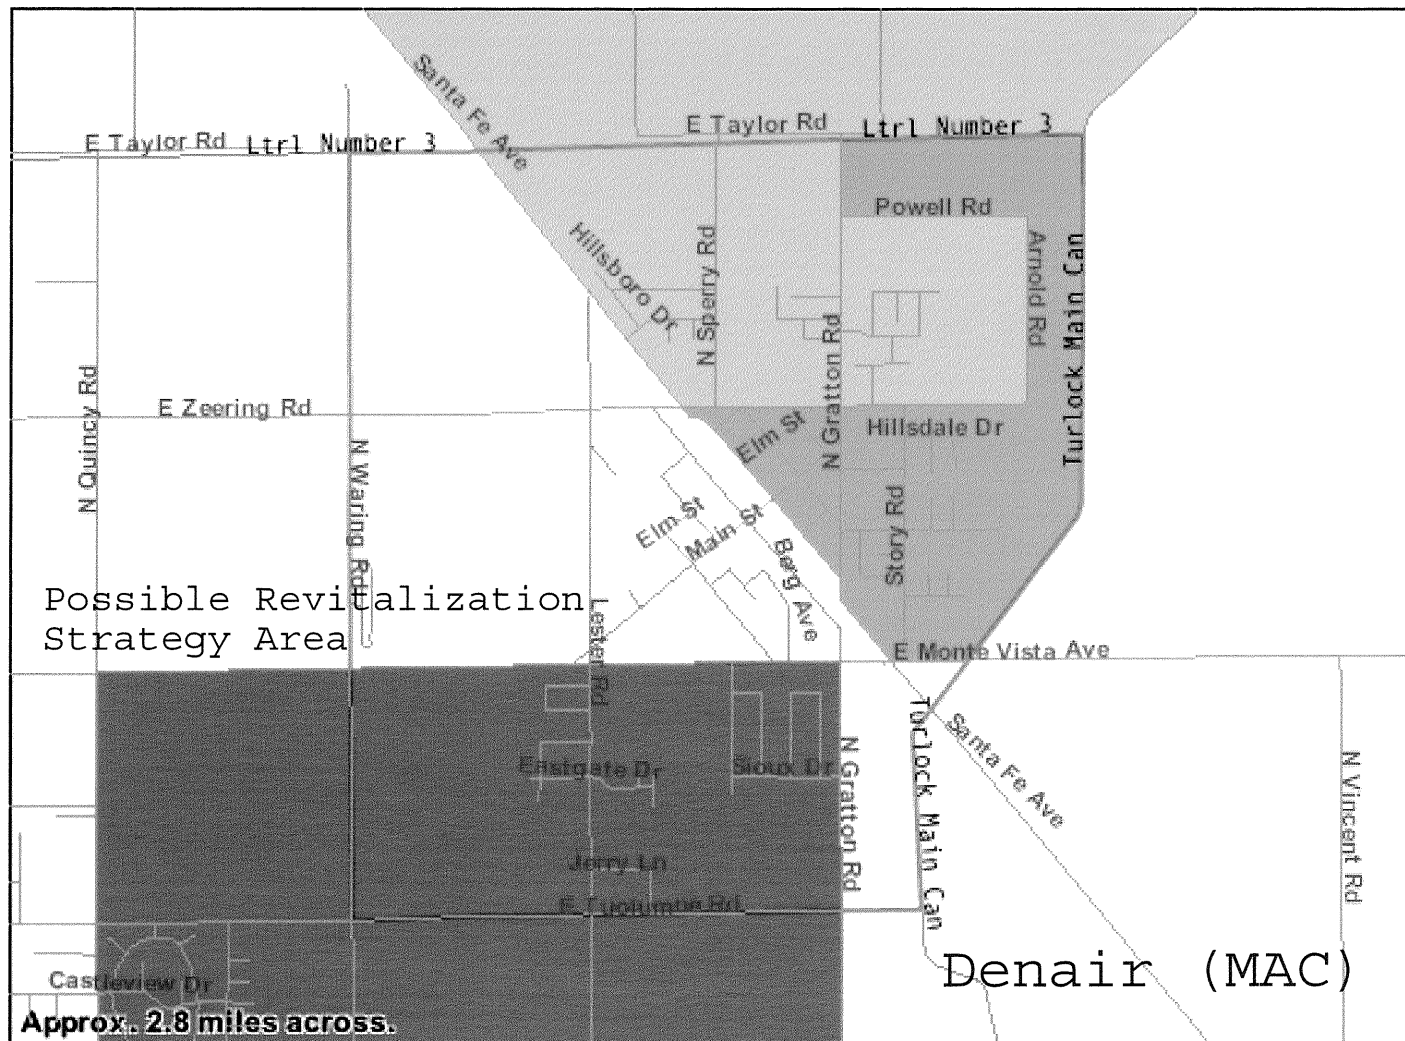 Santa Fe Ave
E Taylor Rd
Ltrl Number 3
E Taylor Rd
Ltrl Number 3
Powell Rd
Hillsboro Dr
N Sperry Rd
Arnold Rd
Turlock Main Can
N Gratton Rd
N Quincy Rd
E Zeering Rd
Elm St
Hillsdale Dr
N Waring Rd
Elm St
Main St
Berg Ave
Story Rd
Possible Revitalization
Strategy Area
Lester Rd
E Monte Vista Ave
Turlock Main Can
Santa Fe Ave
Eastgate Dr
Sioux Dr
N Gratton Rd
N Vincent Rd
Jerry Ln
E Tuolumne Rd
Castleview Dr
Denair (MAC)
Approx. 2.8 miles across.